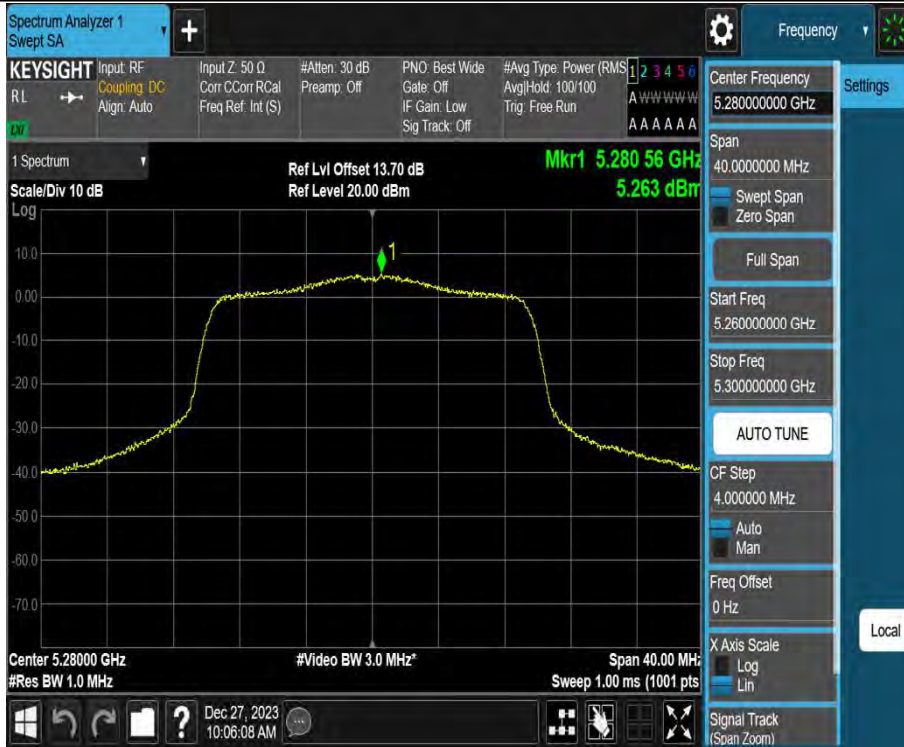 Spectrum Analyzer 1
Swept SA
+
Frequency
KEYSIGHT
RL
LXI
Input: RF
Coupling: DC
Align: Auto
Input Z: 50 Ω
Corr CCorr RCal
Freq Ref: Int (S)
#Atten: 30 dB
Preamp: Off
PNO: Best Wide
Gate: Off
IF Gain: Low
Sig Track: Off
#Avg Type: Power (RMS
Avg|Hold: 100/100
Trig: Free Run
1 2 3 4 5 6
A W W W W W
A A A A A A
1 Spectrum
Scale/Div 10 dB
Log
Ref Lvl Offset 13.70 dB
Ref Level 20.00 dBm
Mkr1 5.280 56 GHz
5.263 dBm
1
10.0
0.00
-10.0
-20.0
-30.0
-40.0
-50.0
-60.0
-70.0
Center 5.28000 GHz
#Res BW 1.0 MHz
#Video BW 3.0 MHz*
Span 40.00 MHz
Sweep 1.00 ms (1001 pts
Dec 27, 2023
10:06:08 AM
?
Center Frequency
5.280000000 GHz
Settings
Span
40.0000000 MHz
Swept Span
Zero Span
Full Span
Start Freq
5.260000000 GHz
Stop Freq
5.300000000 GHz
AUTO TUNE
CF Step
4.000000 MHz
Auto
Man
Freq Offset
0 Hz
X Axis Scale
Log
Lin
Local
Signal Track
(Span Zoom)